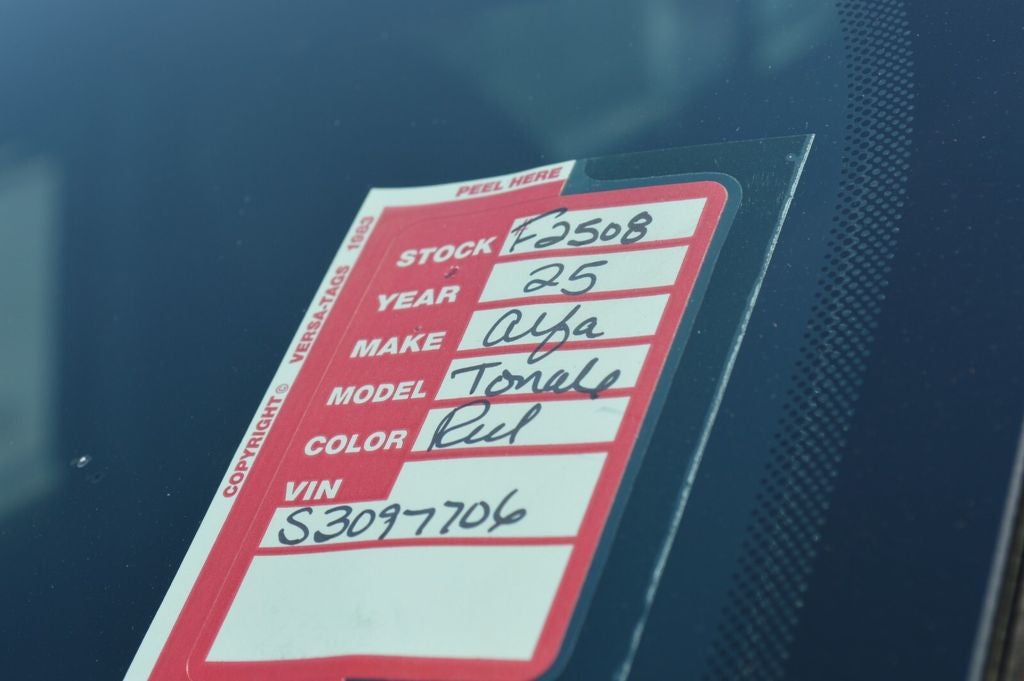 PEEL HERE
COPYRIGHT © VERSA-TAGS 1983
STOCK F2508
YEAR 25
MAKE Alfa
MODEL Tonale
COLOR Red
VIN
S3097706